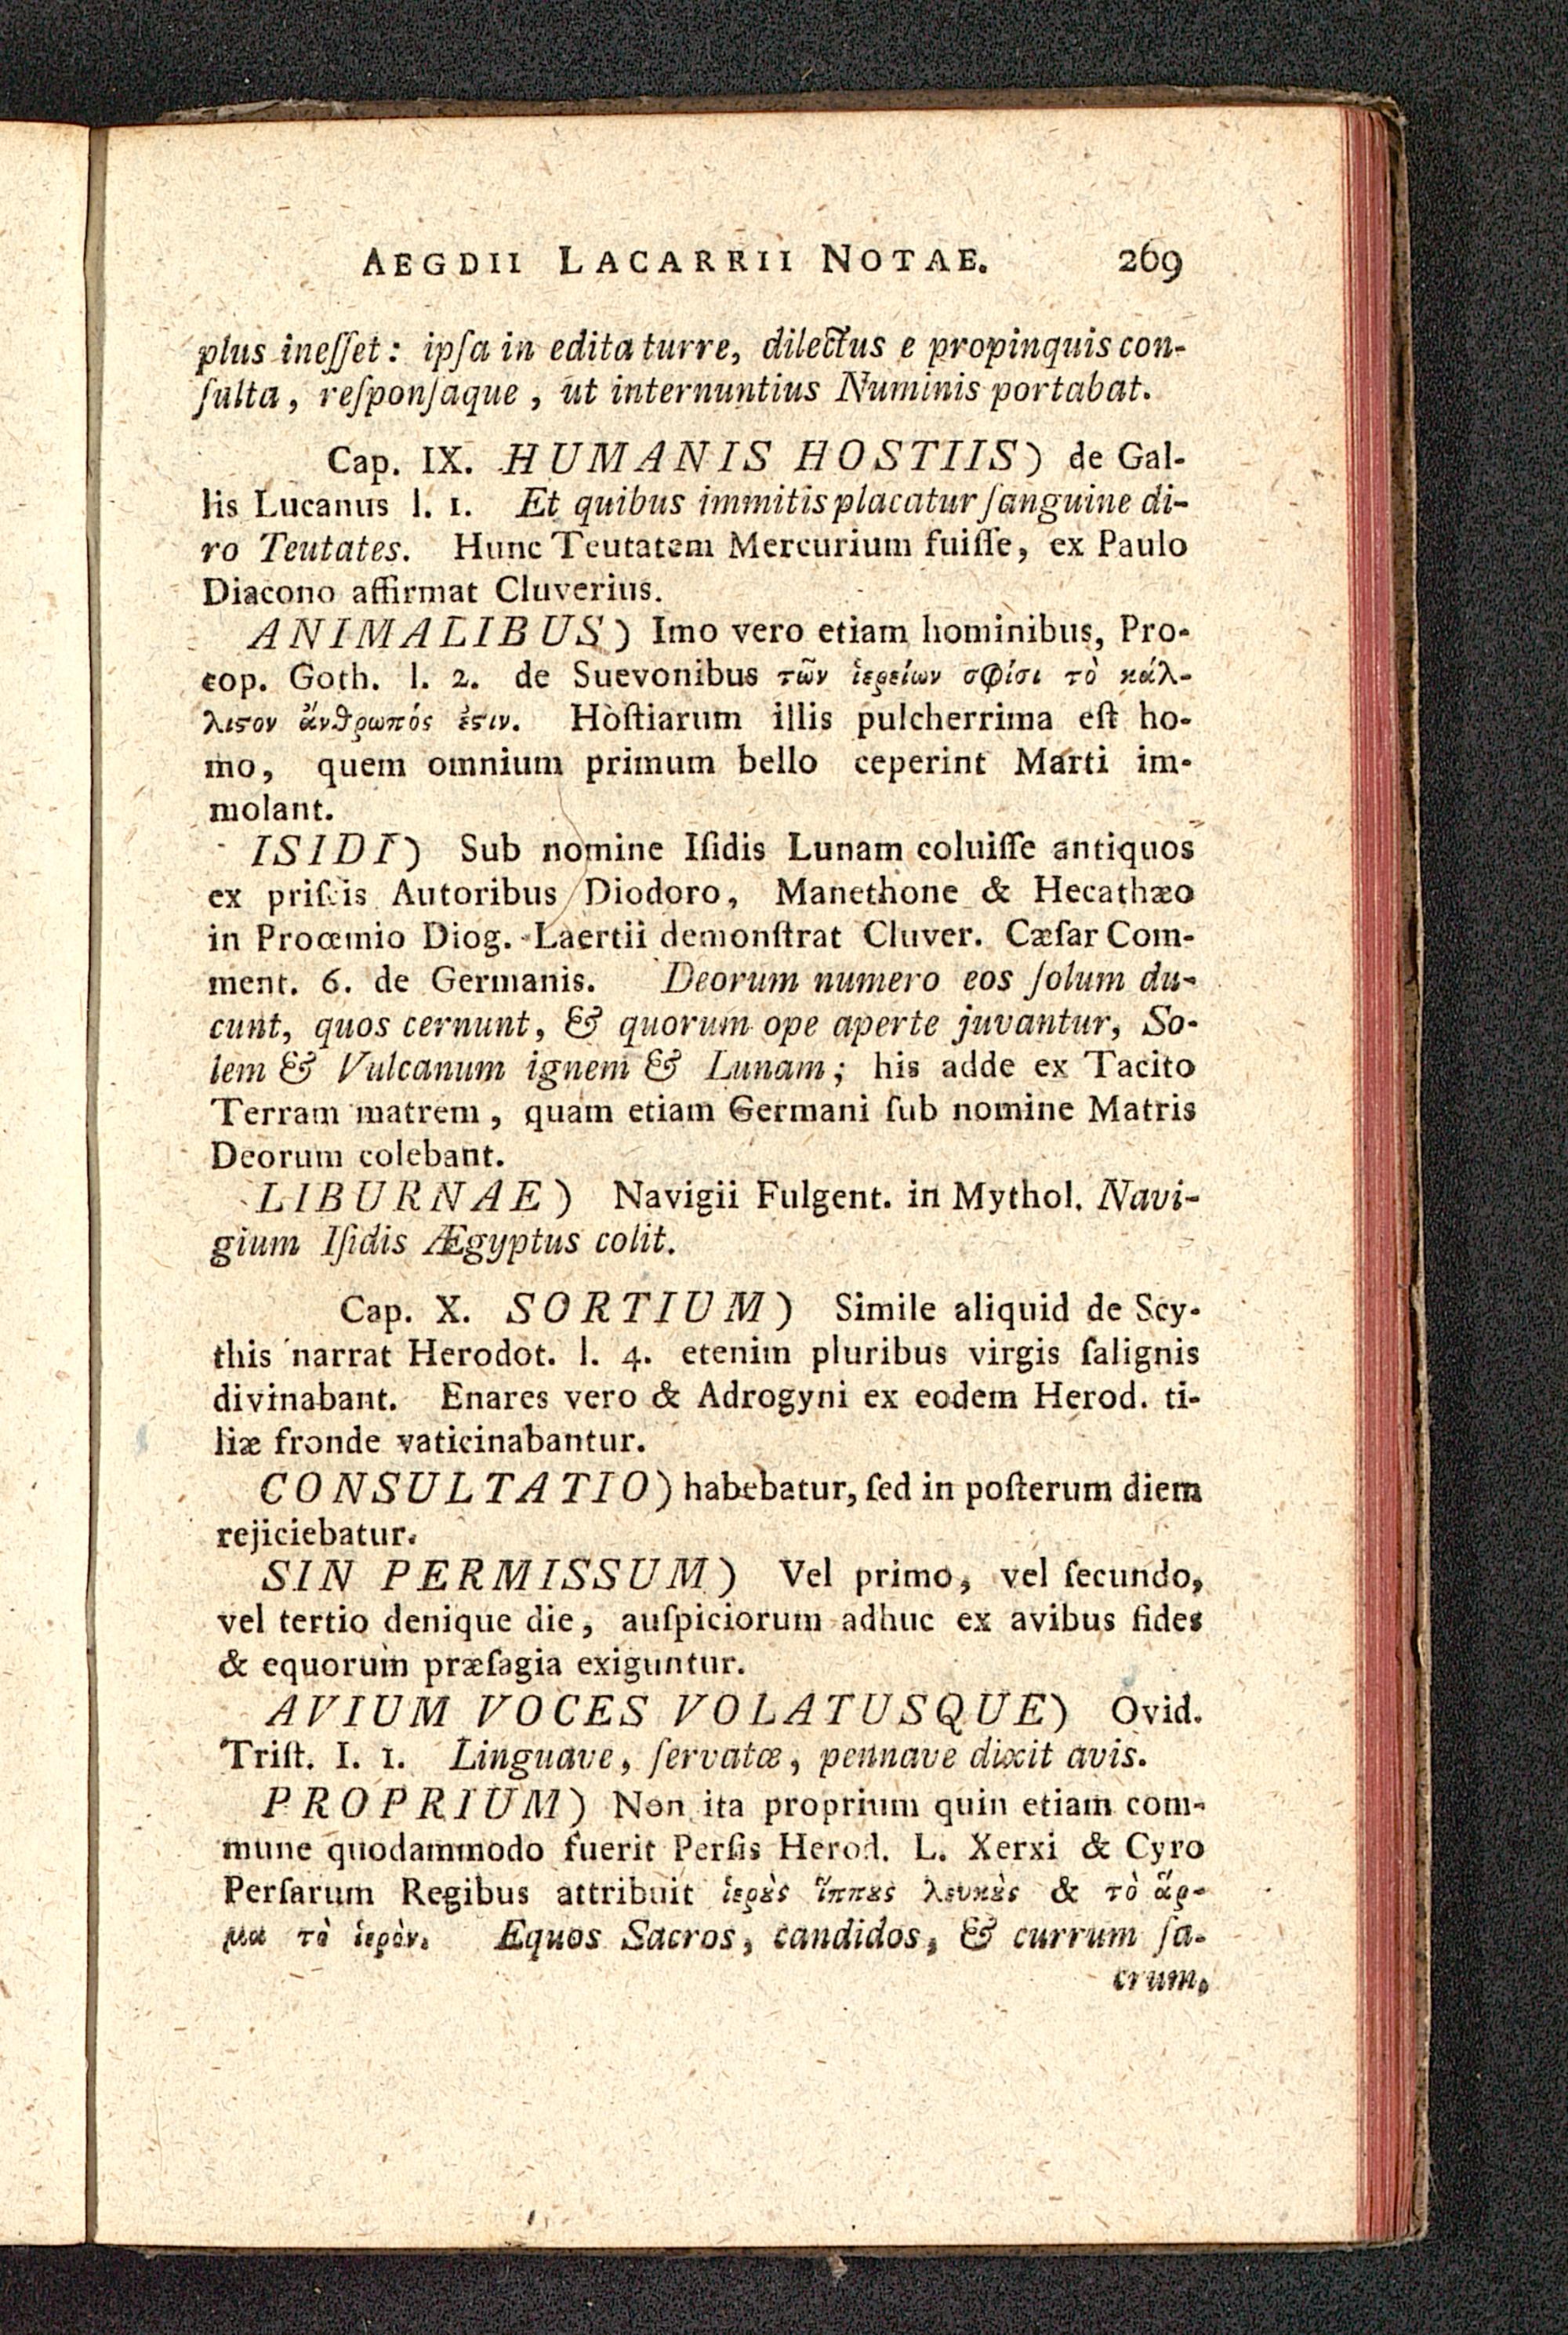 AEGDII LACARRII NOTAE. 269
plus ineſſet: ipſa in edita turre, dilectus e propinquis con-
ſulta, reſponſaque, ut internuntius Numinis portabat.
Cap. IX. HUMANIS HOSTIIS) de Gal-
lis Lucanus l. 1. Et quibus immitis placatur ſanguine di-
ro Teutates. Hunc Teutatem Mercurium fuiſſe, ex Paulo
Diacono affirmat Cluverius.
ANIMALIBUS) Imo vero etiam hominibus, Pro-
cop. Goth. l. 2. de Suevonibus τῶν ἱερείων σφίσι τὸ κάλ-
λιϛον ἄνθρωπός ἐϛιν. Hoſtiarum illis pulcherrima eſt ho-
mo, quem omnium primum bello ceperint Marti im-
molant.
ISIDI) Sub nomine Iſidis Lunam coluiſſe antiquos
ex priſcis Autoribus Diodoro, Manethone & Hecathæo
in Proœmio Diog. Laertii demonſtrat Cluver. Cæſar Com-
ment. 6. de Germanis. Deorum numero eos ſolum du-
cunt, quos cernunt, & quorum ope aperte juvantur, So-
lem & Vulcanum ignem & Lunam; his adde ex Tacito
Terram matrem, quam etiam Germani ſub nomine Matris
Deorum colebant.
LIBURNAE) Navigii Fulgent. in Mythol. Navi-
gium Iſidis Ægyptus colit.
Cap. X. SORTIUM) Simile aliquid de Scy-
this narrat Herodot. l. 4. etenim pluribus virgis ſalignis
divinabant. Enares vero & Adrogyni ex eodem Herod. ti-
liæ fronde vaticinabantur.
CONSULTATIO) habebatur, ſed in poſterum diem
rejiciebatur.
SIN PERMISSUM) Vel primo, vel ſecundo,
vel tertio denique die, auſpiciorum adhuc ex avibus fides
& equorum præſagia exiguntur.
AVIUM VOCES VOLATUSQUE) Ovid.
Triſt. I. 1. Linguave, ſervatæ, pennave dixit avis.
PROPRIUM) Non ita proprium quin etiam com-
mune quodammodo fuerit Perſis Herod. L. Xerxi & Cyro
Perſarum Regibus attribuit ἱερȣ̀ς ἵππȣς λευκȣ̀ς & τὸ ἅρ-
μα τὸ ἱερὸν. Equos Sacros, candidos, & currum ſa-
crum.